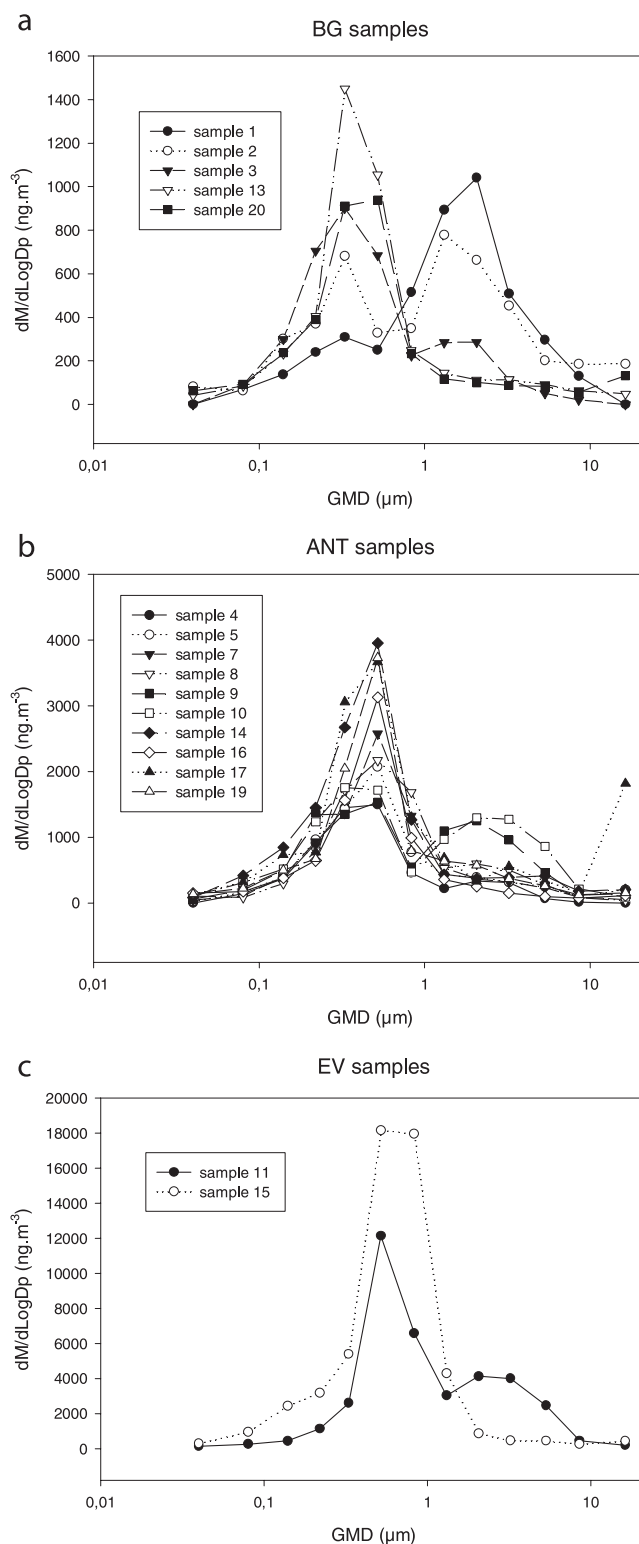 a
BG samples
1600
1400
1200
1000
800
600
400
200
0
dM/dLogDp (ng.m-3)
sample 1
sample 2
sample 3
sample 13
sample 20
0,01 0,1 1 10
GMD (µm)
b
ANT samples
5000
4000
3000
2000
1000
0
dM/dLogDp (ng.m-3)
sample 4
sample 5
sample 7
sample 8
sample 9
sample 10
sample 14
sample 16
sample 17
sample 19
0,01 0,1 1 10
GMD (µm)
c
EV samples
20000
18000
16000
14000
12000
10000
8000
6000
4000
2000
0
dM/dLogDp (ng.m-3)
sample 11
sample 15
0,01 0,1 1 10
GMD (µm)